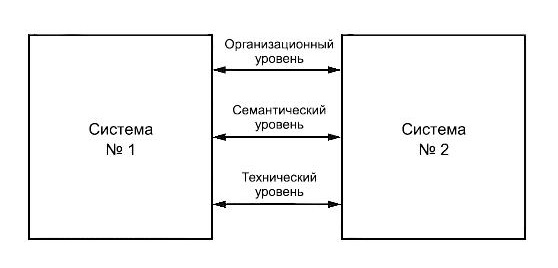 Организационный
уровень
Семантический
уровень
Система
№ 1
Система
№ 2
Технический
уровень